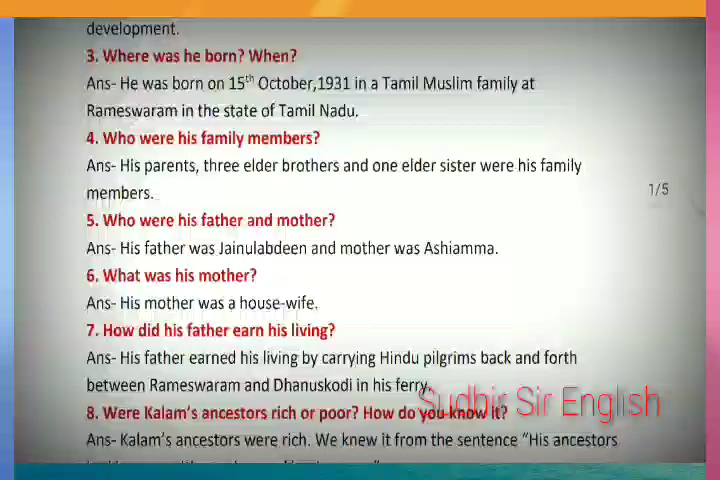 development.
3. Where was he born? When?
Ans- He was born on 15th October,1931 in a Tamil Muslim family at
Rameswaram in the state of Tamil Nadu.
4. Who were his family members?
Ans- His parents, three elder brothers and one elder sister were his family
members.
1/5
5. Who were his father and mother?
Ans- His father was Jainulabdeen and mother was Ashiamma.
6. What was his mother?
Ans- His mother was a house-wife.
7. How did his father earn his living?
Ans- His father earned his living by carrying Hindu pilgrims back and forth
between Rameswaram and Dhanuskodi in his ferry.
Sudhir Sir English
8. Were Kalam's ancestors rich or poor? How do you know it?
Ans- Kalam's ancestors were rich. We knew it from the sentence "His ancestors